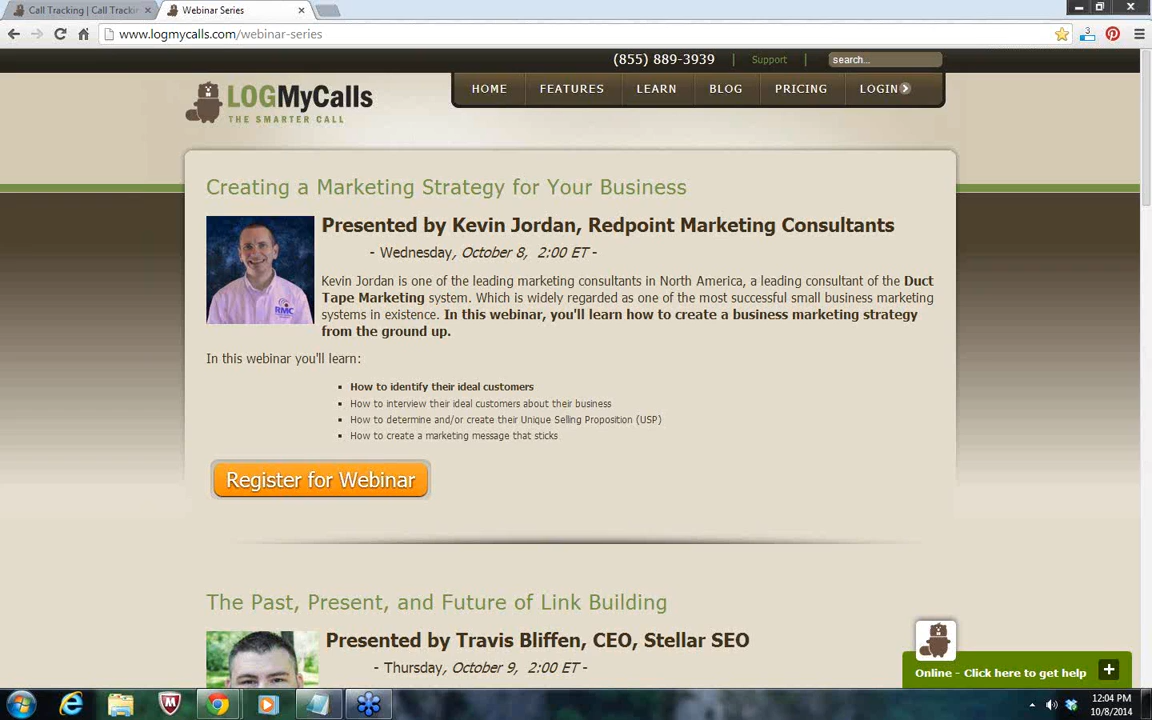 Call Tracking | Call Trackin
Webinar Series
www.logmycalls.com/webinar-series
3
(855) 889-3939 | Support | search...
LOGMyCalls
THE SMARTER CALL
HOME FEATURES LEARN BLOG PRICING LOGIN
Creating a Marketing Strategy for Your Business
Presented by Kevin Jordan, Redpoint Marketing Consultants
- Wednesday, October 8, 2:00 ET -
Kevin Jordan is one of the leading marketing consultants in North America, a leading consultant of the Duct
Tape Marketing system. Which is widely regarded as one of the most successful small business marketing
systems in existence. In this webinar, you'll learn how to create a business marketing strategy
from the ground up.
RMC
In this webinar you'll learn:
How to identify their ideal customers
How to interview their ideal customers about their business
How to determine and/or create their Unique Selling Proposition (USP)
How to create a marketing message that sticks
Register for Webinar
The Past, Present, and Future of Link Building
Presented by Travis Bliffen, CEO, Stellar SEO
- Thursday, October 9, 2:00 ET -
Online - Click here to get help
12:04 PM
10/8/2014